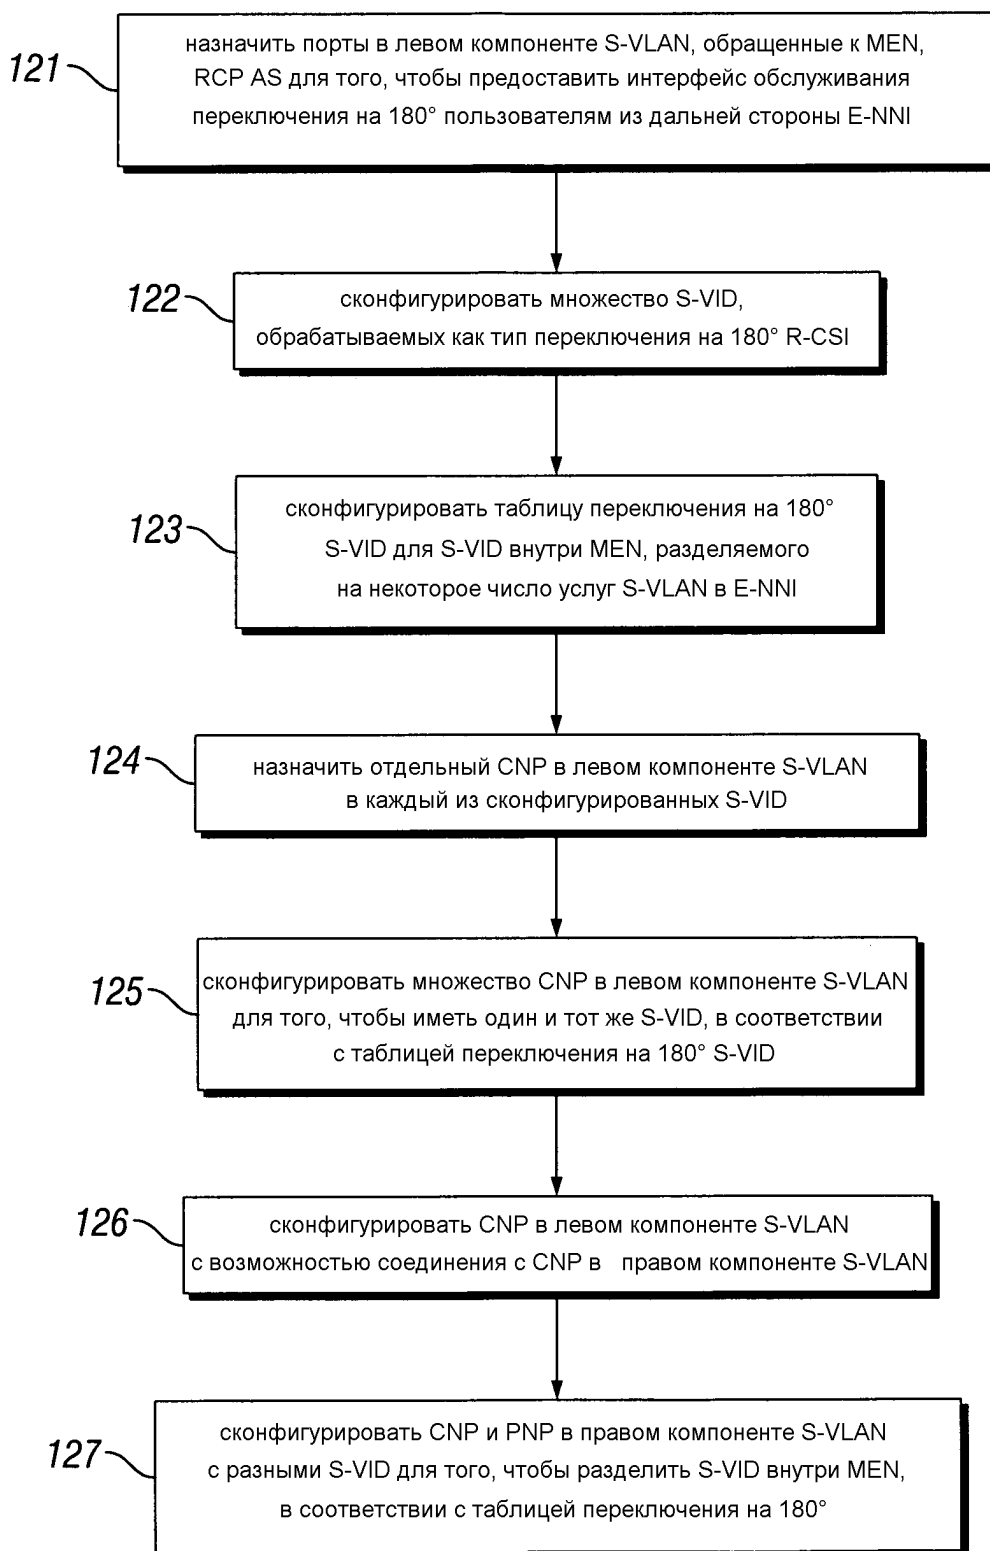 121
назначить порты в левом компоненте S-VLAN, обращенные к MEN,
RCP AS для того, чтобы предоставить интерфейс обслуживания
переключения на 180° пользователям из дальней стороны E-NNI
122
сконфигурировать множество S-VID,
обрабатываемых как тип переключения на 180° R-CSI
123
сконфигурировать таблицу переключения на 180°
S-VID для S-VID внутри MEN, разделяемого
на некоторое число услуг S-VLAN в E-NNI
124
назначить отдельный CNP в левом компоненте S-VLAN
в каждый из сконфигурированных S-VID
125
сконфигурировать множество CNP в левом компоненте S-VLAN
для того, чтобы иметь один и тот же S-VID, в соответствии
с таблицей переключения на 180° S-VID
126
сконфигурировать CNP в левом компоненте S-VLAN
с возможностью соединения с CNP в правом компоненте S-VLAN
127
сконфигурировать CNP и PNP в правом компоненте S-VLAN
с разными S-VID для того, чтобы разделить S-VID внутри MEN,
в соответствии с таблицей переключения на 180°